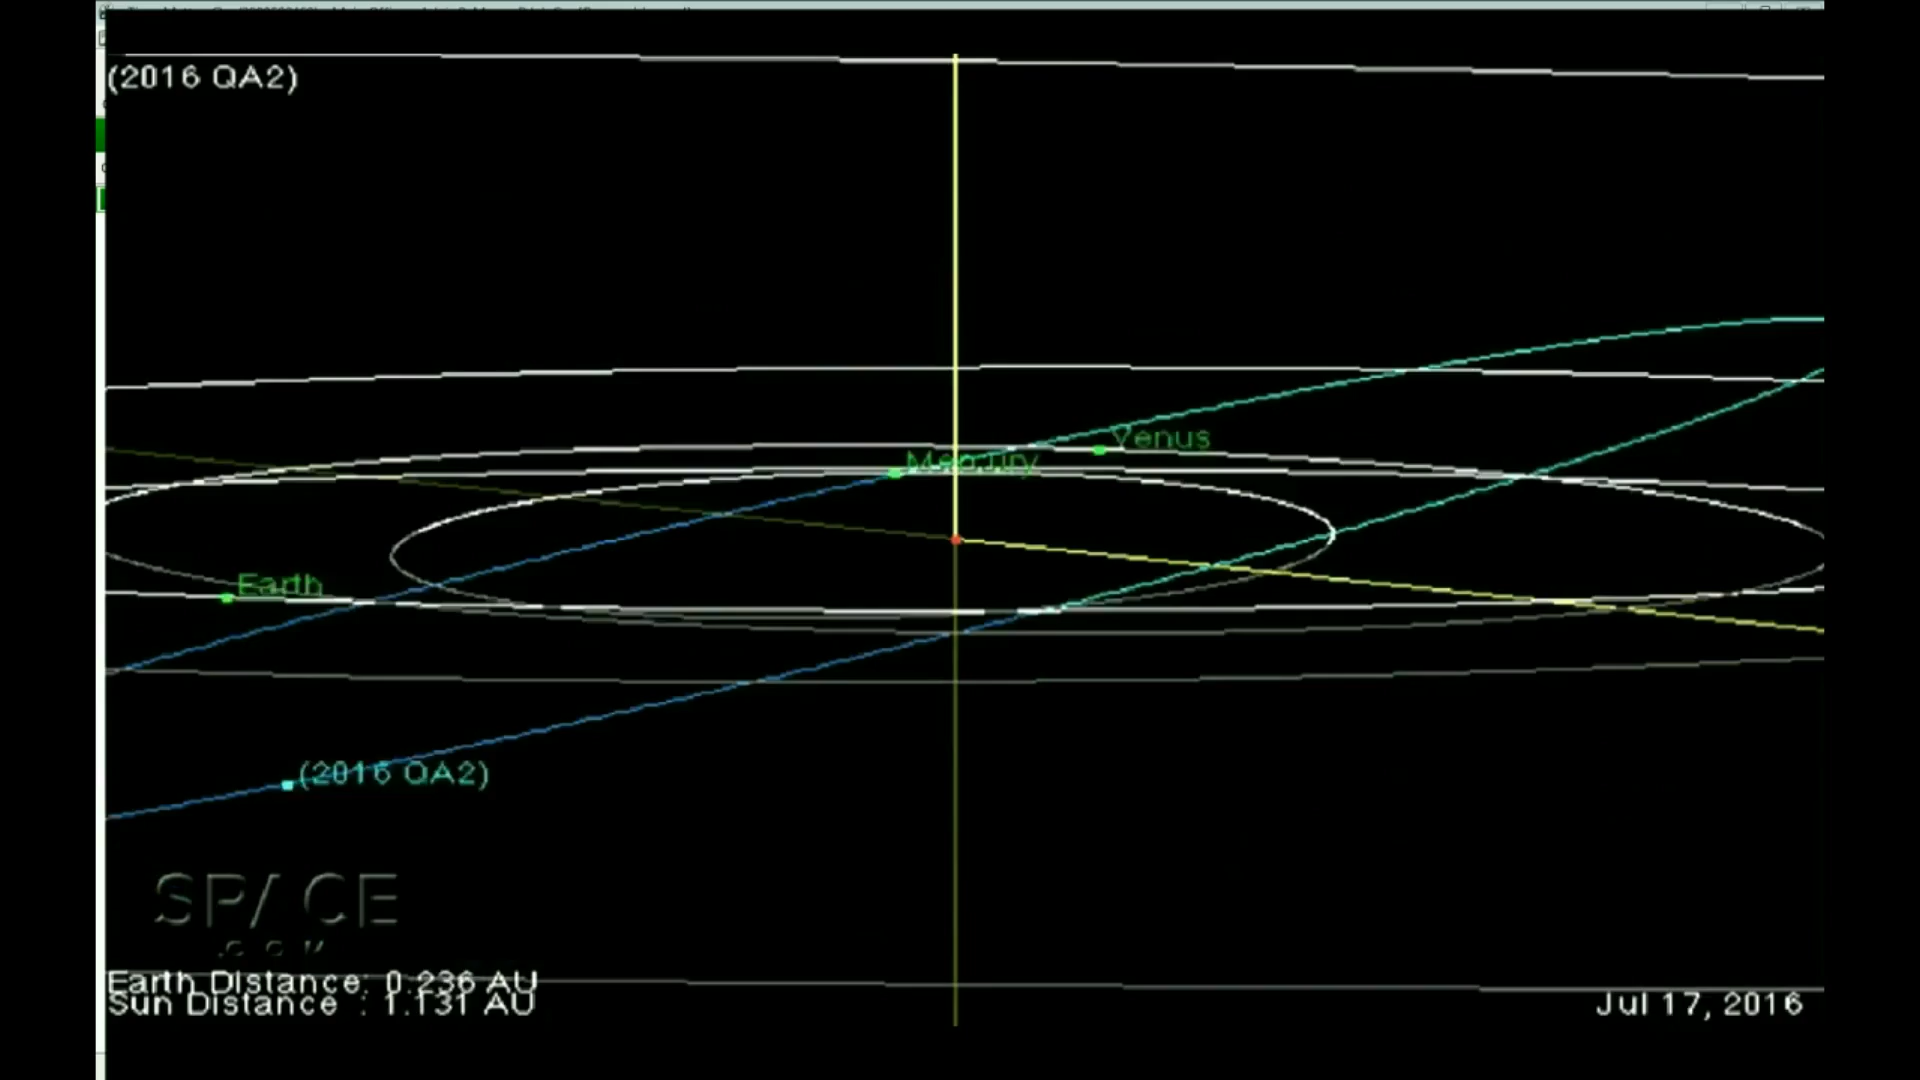 (2016 QA2)
Venus
Mercury
Earth
(2016 QA2)
SPACE
.COM
Earth Distance: 0.236 AU
Sun Distance : 1.131 AU
Jul 17, 2016